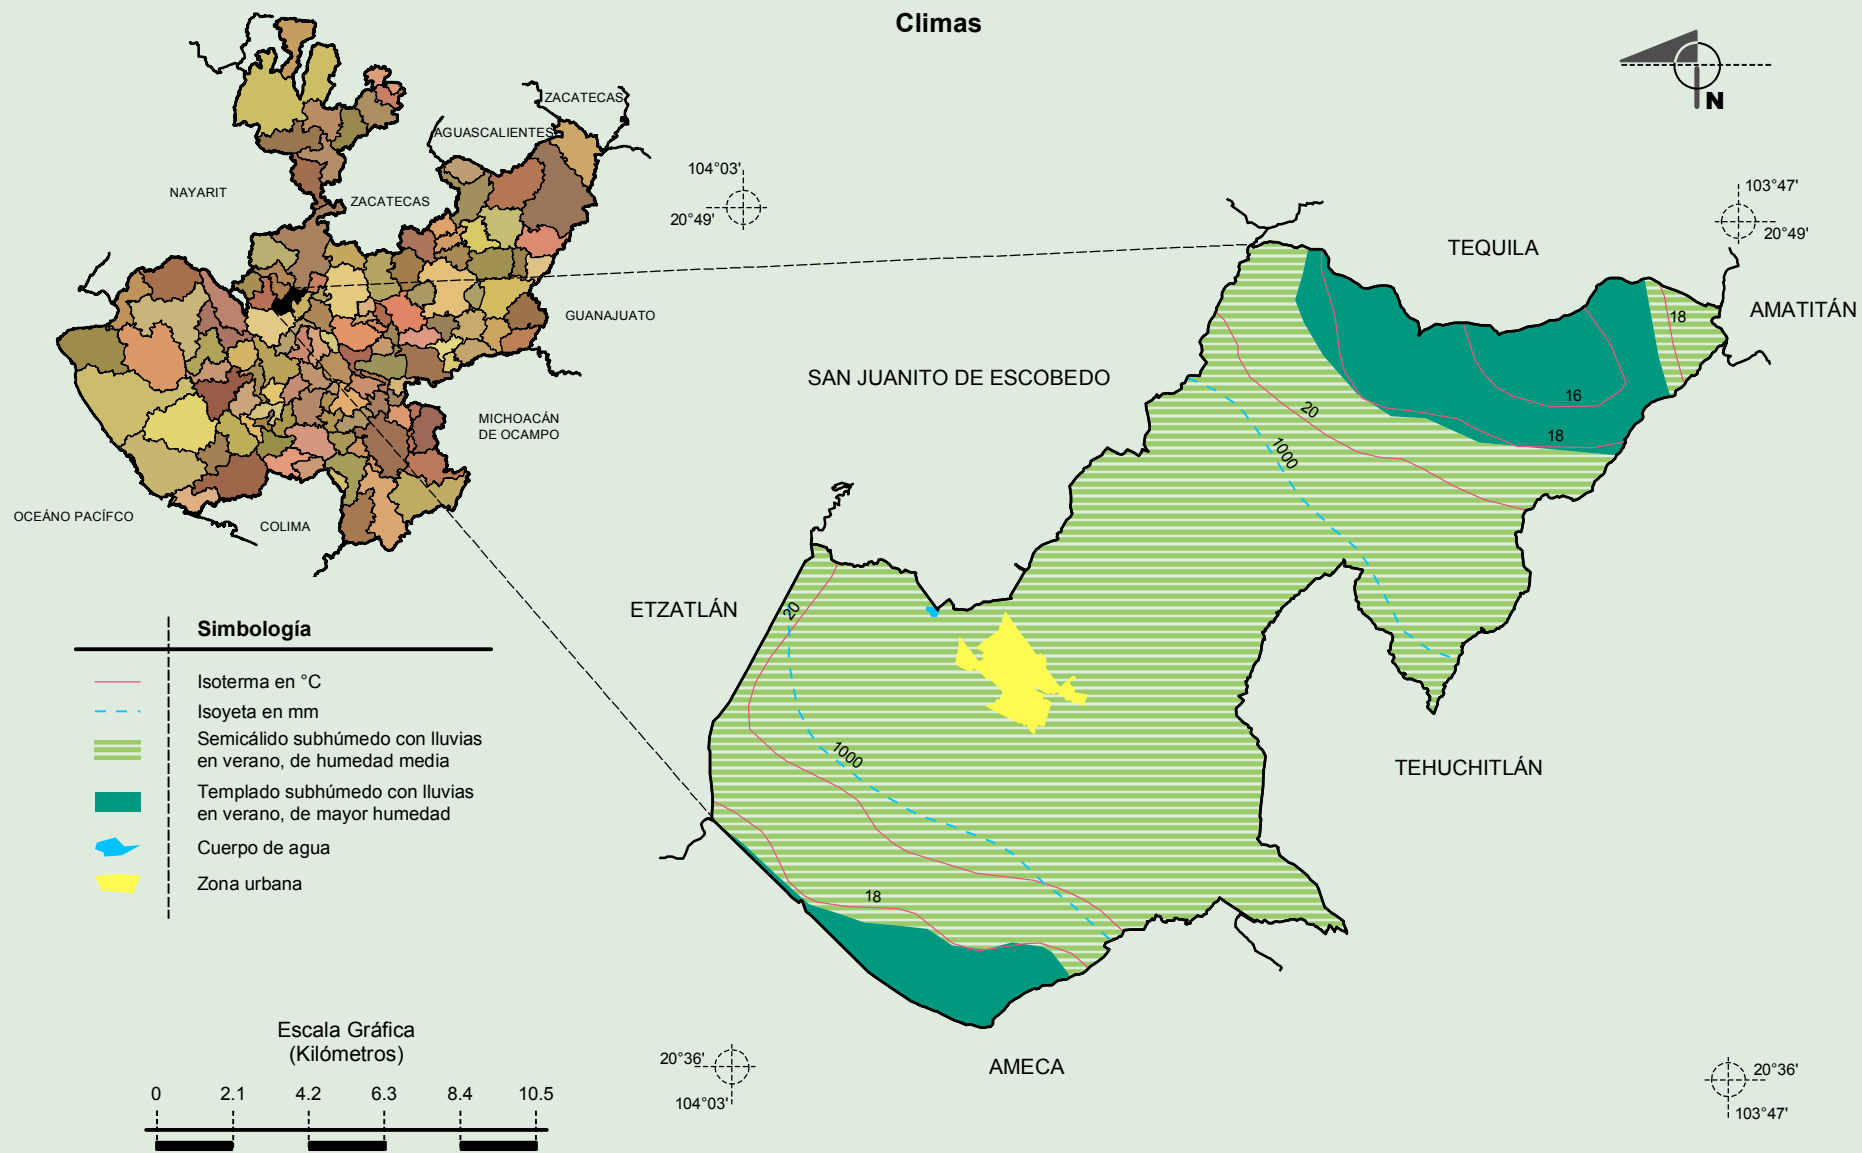 Climas
N
ZACATECAS
AGUASCALIENTES
NAYARIT
ZACATECAS
GUANAJUATO
MICHOACÁN
DE OCAMPO
OCEÁNO PACÍFCO
COLIMA
104°03'
20°49'
103°47'
20°49'
TEQUILA
AMATITÁN
SAN JUANITO DE ESCOBEDO
ETZATLÁN
TEHUCHITLÁN
AMECA
18
16
18
20
1000
20
1000
18
20°36'
104°03'
20°36'
103°47'
Simbología
Isoterma en °C
Isoyeta en mm
Semicálido subhúmedo con lluvias
en verano, de humedad media
Templado subhúmedo con lluvias
en verano, de mayor humedad
Cuerpo de agua
Zona urbana
Escala Gráfica
(Kilómetros)
0 2.1 4.2 6.3 8.4 10.5